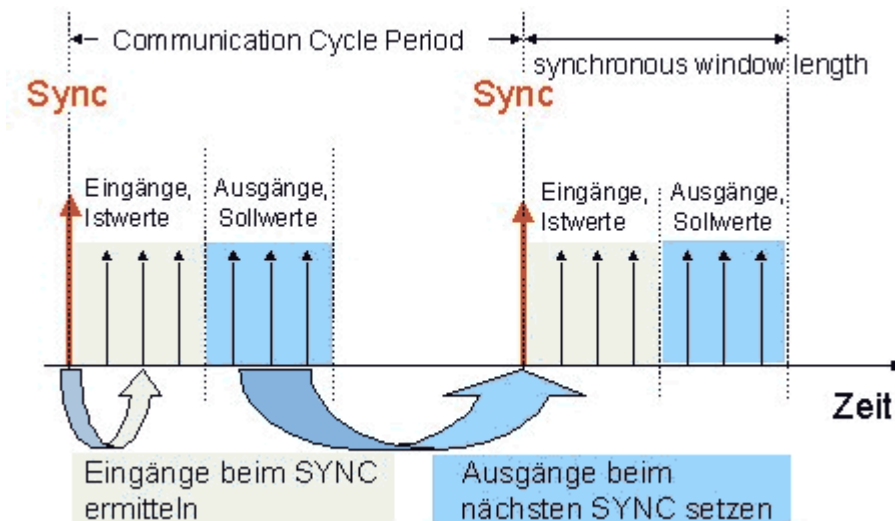 Communication Cycle Period
synchronous window length
Sync
Sync
Eingänge,
Istwerte
Ausgänge,
Sollwerte
Eingänge,
Istwerte
Ausgänge,
Sollwerte
Zeit
Eingänge beim SYNC
ermitteln
Ausgänge beim
nächsten SYNC setzen